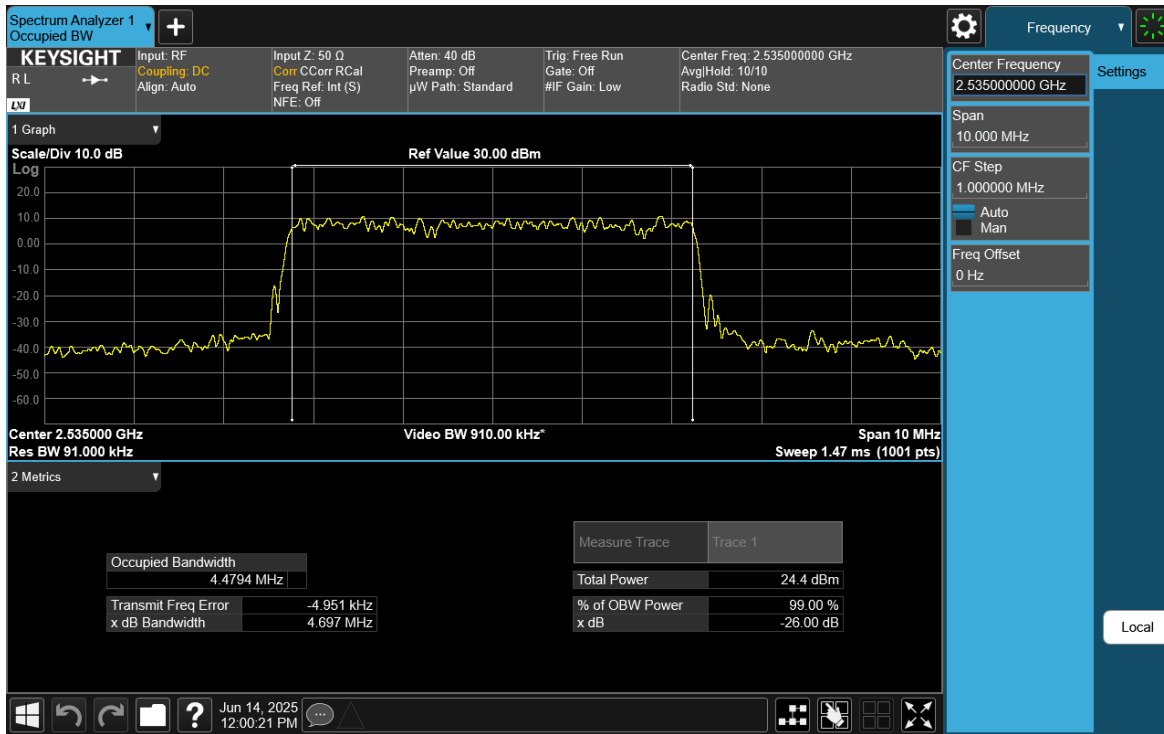 Spectrum Analyzer 1
Occupied BW
Frequency
KEYSIGHT
R L
LXI
Input: RF
Coupling: DC
Align: Auto
Input Z: 50 Ω
Corr CCorr RCal
Freq Ref: Int (S)
NFE: Off
Atten: 40 dB
Preamp: Off
µW Path: Standard
Trig: Free Run
Gate: Off
#IF Gain: Low
Center Freq: 2.535000000 GHz
Avg|Hold: 10/10
Radio Std: None
Center Frequency
2.535000000 GHz
Settings
Span
10.000 MHz
CF Step
1.000000 MHz
Auto
Man
Freq Offset
0 Hz
1 Graph
Scale/Div 10.0 dB
Ref Value 30.00 dBm
Log
20.0
10.0
0.00
-10.0
-20.0
-30.0
-40.0
-50.0
-60.0
Center 2.535000 GHz
Video BW 910.00 kHz*
Span 10 MHz
Res BW 91.000 kHz
Sweep 1.47 ms (1001 pts)
2 Metrics
Measure Trace Trace 1
Occupied Bandwidth
4.4794 MHz
Total Power 24.4 dBm
Transmit Freq Error -4.951 kHz
% of OBW Power 99.00 %
x dB Bandwidth 4.697 MHz
x dB -26.00 dB
Local
?
Jun 14, 2025
12:00:21 PM